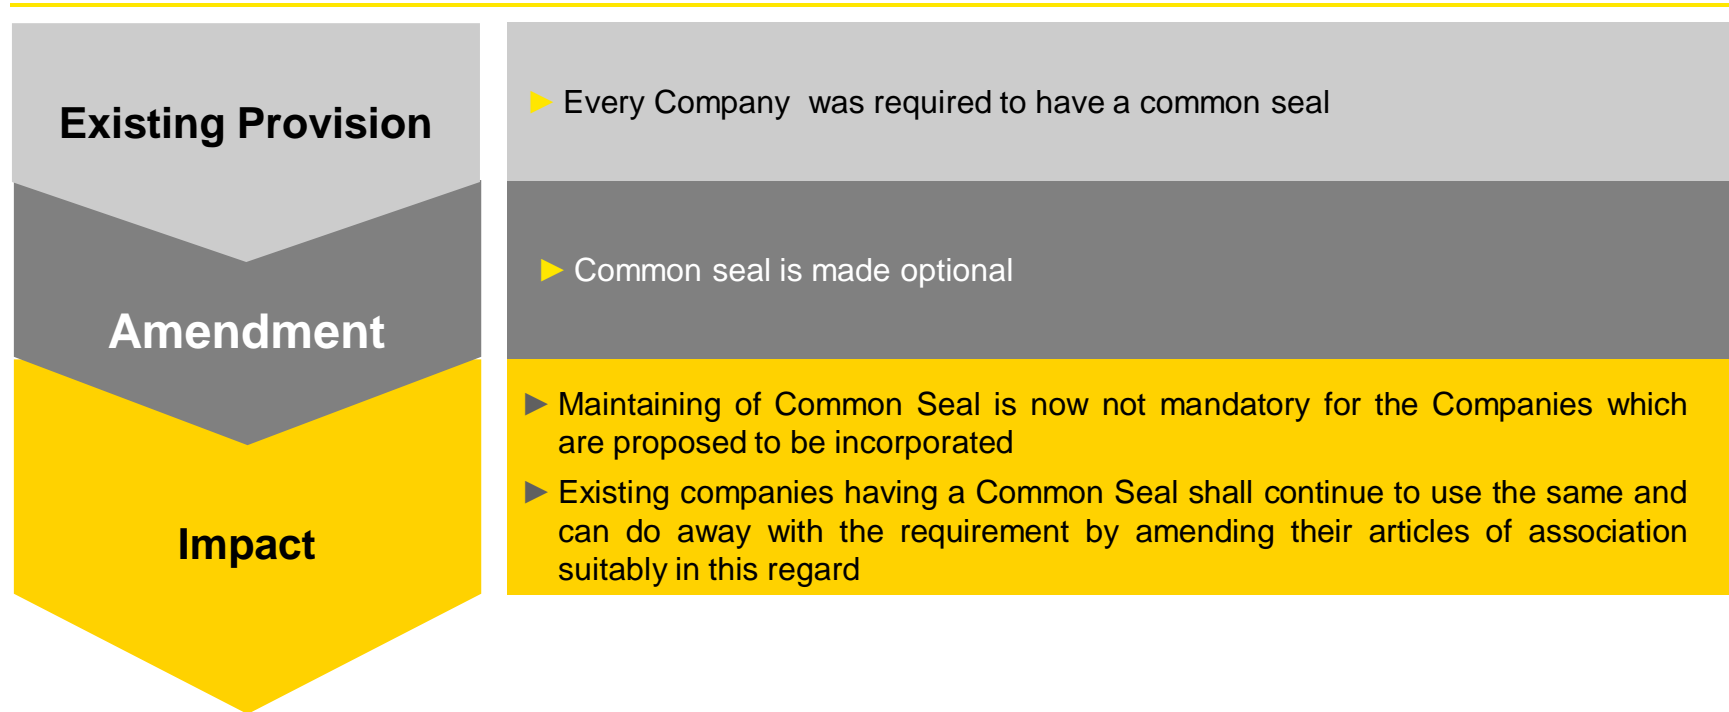 Existing Provision
► Every Company was required to have a common seal
Amendment
► Common seal is made optional
Impact
► Maintaining of Common Seal is now not mandatory for the Companies which
are proposed to be incorporated
► Existing companies having a Common Seal shall continue to use the same and
can do away with the requirement by amending their articles of association
suitably in this regard